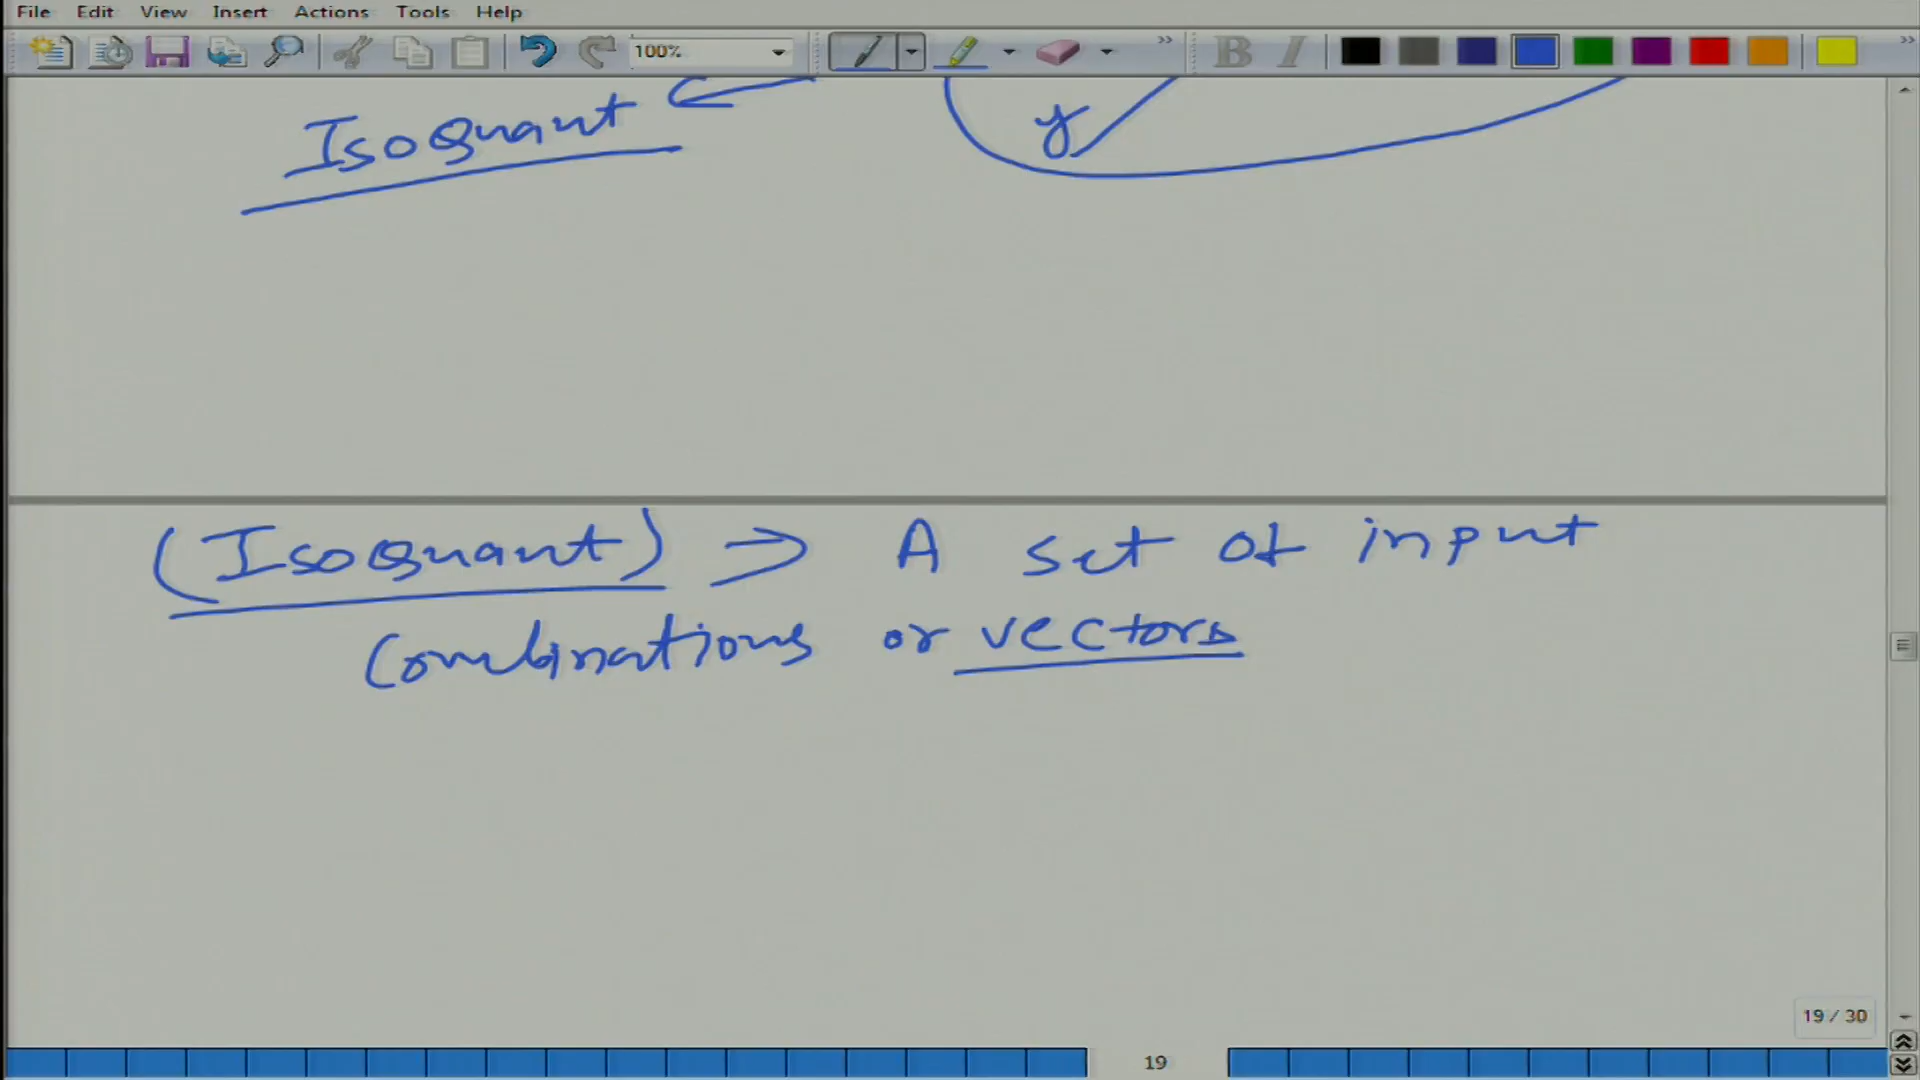 File Edit View Insert Actions Tools Help
100% B I
IsoQuant
y
(IsoQuant) ⇒ A set of input
Combinations or vectors
19 / 30
19